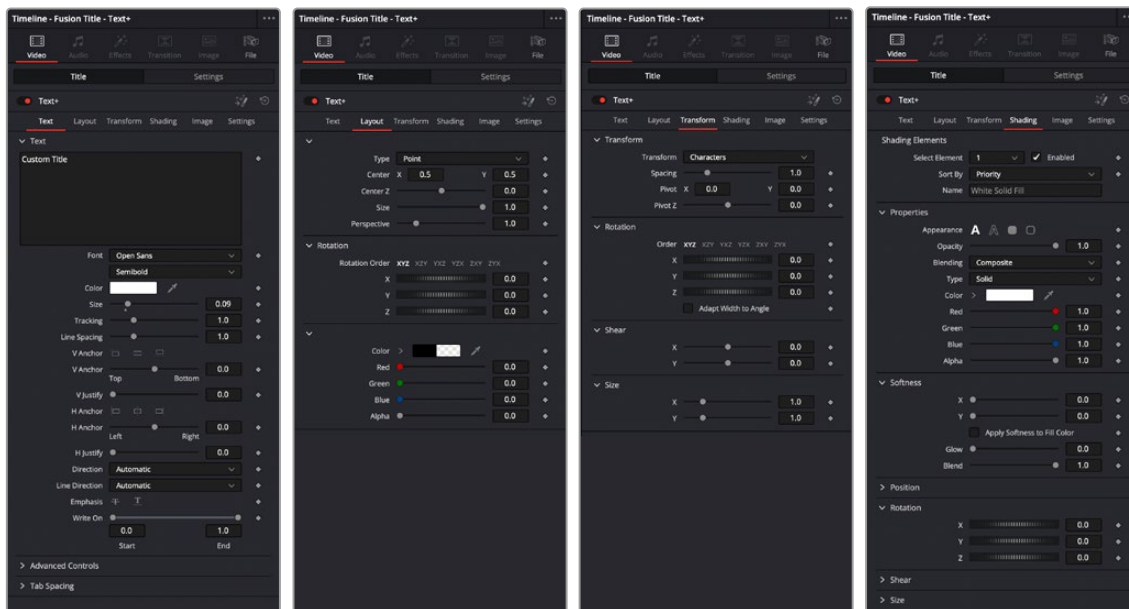 Timeline - Fusion Title - Text+
Video Audio Effects Transition Image File
Title Settings
Text+
Text Layout Transform Shading Image Settings
Text
Custom Title
Font Open Sans
Semibold
Color
Size 0.09
Tracking 1.0
Line Spacing 1.0
V Anchor
V Anchor 0.0
Top Bottom
V Justify 0.0
H Anchor
H Anchor 0.0
Left Right
H Justify 0.0
Direction Automatic
Line Direction Automatic
Emphasis T T
Write On
0.0 1.0
Start End
Advanced Controls
Tab Spacing
Timeline - Fusion Title - Text+
Video Audio Effects Transition Image File
Title Settings
Text+
Text Layout Transform Shading Image Settings
Type Point
Center X 0.5 Y 0.5
Center Z 0.0
Size 1.0
Perspective 1.0
Rotation
Rotation Order XYZ XZY YXZ YZX ZXY ZYX
X 0.0
Y 0.0
Z 0.0
Color
Red 0.0
Green 0.0
Blue 0.0
Alpha 0.0
Timeline - Fusion Title - Text+
Video Audio Effects Transition Image File
Title Settings
Text+
Text Layout Transform Shading Image Settings
Transform
Transform Characters
Spacing 1.0
Pivot X 0.0 Y 0.0
Pivot Z 0.0
Rotation
Order XYZ XZY YXZ YZX ZXY ZYX
X 0.0
Y 0.0
Z 0.0
Adapt Width to Angle
Shear
X 0.0
Y 0.0
Size
X 1.0
Y 1.0
Timeline - Fusion Title - Text+
Video Audio Effects Transition Image File
Title Settings
Text+
Text Layout Transform Shading Image Settings
Shading Elements
Select Element 1 Enabled
Sort By Priority
Name White Solid Fill
Properties
Appearance A A
Opacity 1.0
Blending Composite
Type Solid
Color
Red 1.0
Green 1.0
Blue 1.0
Alpha 1.0
Softness
X 0.0
Y 0.0
Apply Softness to Fill Color
Glow 0.0
Blend 1.0
Position
Rotation
X 0.0
Y 0.0
Z 0.0
Shear
Size